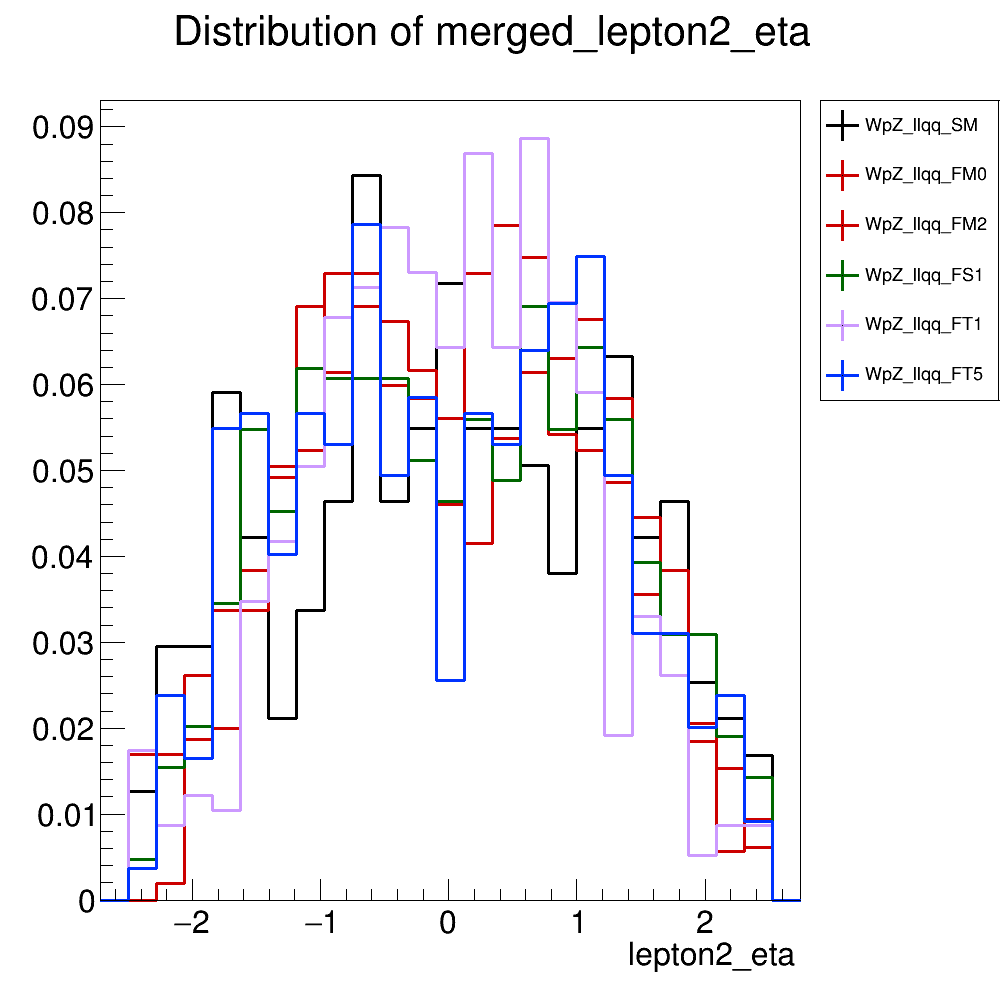 Distribution of merged_lepton2_eta
0.09
0.08
0.07
0.06
0.05
0.04
0.03
0.02
0.01
0
−2
−1
0
1
2
lepton2_eta
WpZ_llqq_SM
WpZ_llqq_FM0
WpZ_llqq_FM2
WpZ_llqq_FS1
WpZ_llqq_FT1
WpZ_llqq_FT5